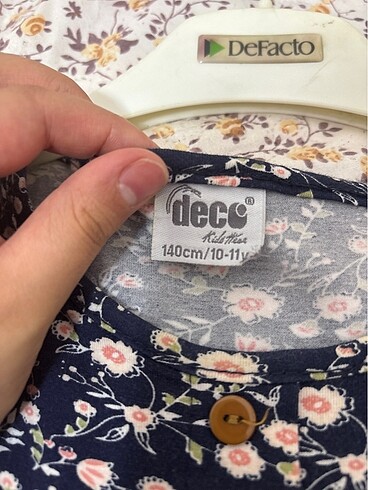 DeFacto
deco®
Kids Wear
140cm/10-11y